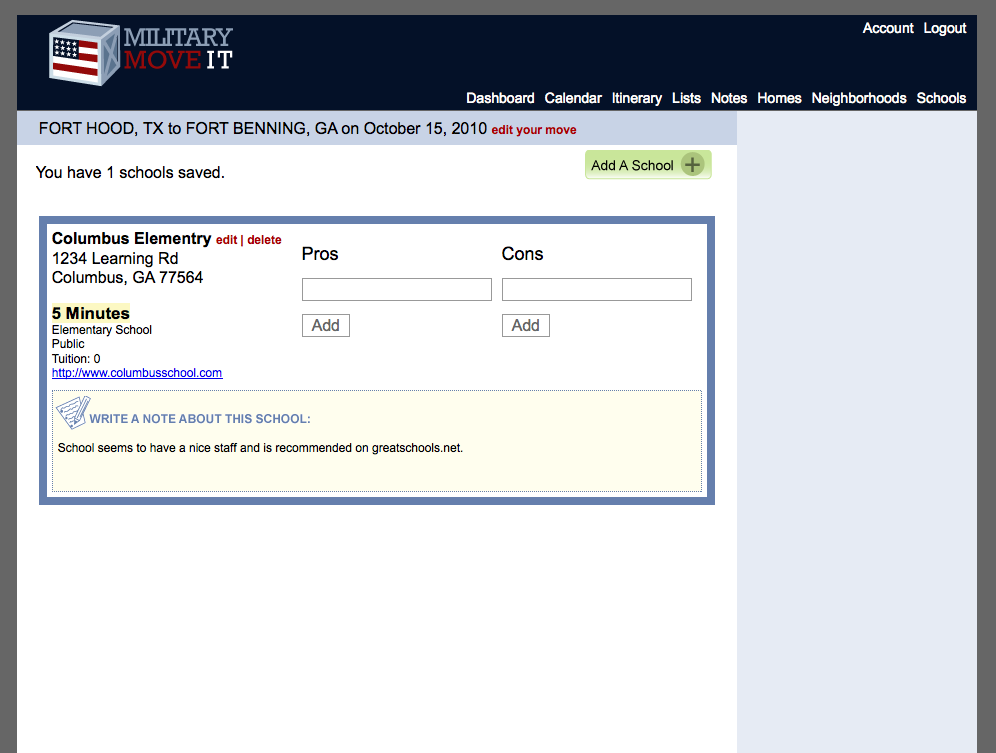 MILITARY
MOVE IT
Account Logout
Dashboard Calendar Itinerary Lists Notes Homes Neighborhoods Schools
FORT HOOD, TX to FORT BENNING, GA on October 15, 2010 edit your move
You have 1 schools saved.
Add A School
Columbus Elementry edit | delete
1234 Learning Rd
Columbus, GA 77564
5 Minutes
Elementary School
Public
Tuition: 0
http://www.columbusschool.com
Pros
Add
Cons
Add
WRITE A NOTE ABOUT THIS SCHOOL:
School seems to have a nice staff and is recommended on greatschools.net.